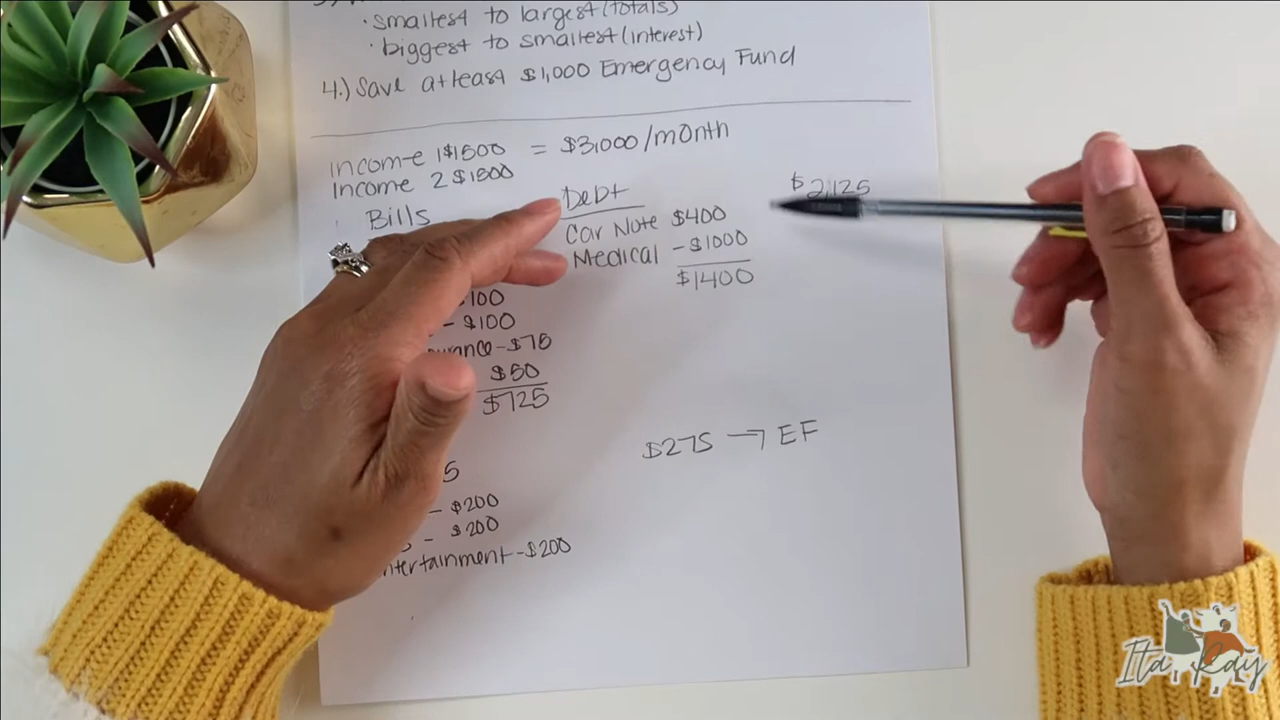 · smallest to largest (totals)
· biggest to smallest (interest)
4.) Save atleast $1,000 Emergency Fund
Income 1 $1500 = $3,000/month
Income 2 $1500
Bills
Debt
$2,125
Car Note $400
Medical - $1000
$1400
$100
- $100
- $75
$50
$725
5
- $200
- $200
ntertainment - $200
$275 → EF
Ita Ray